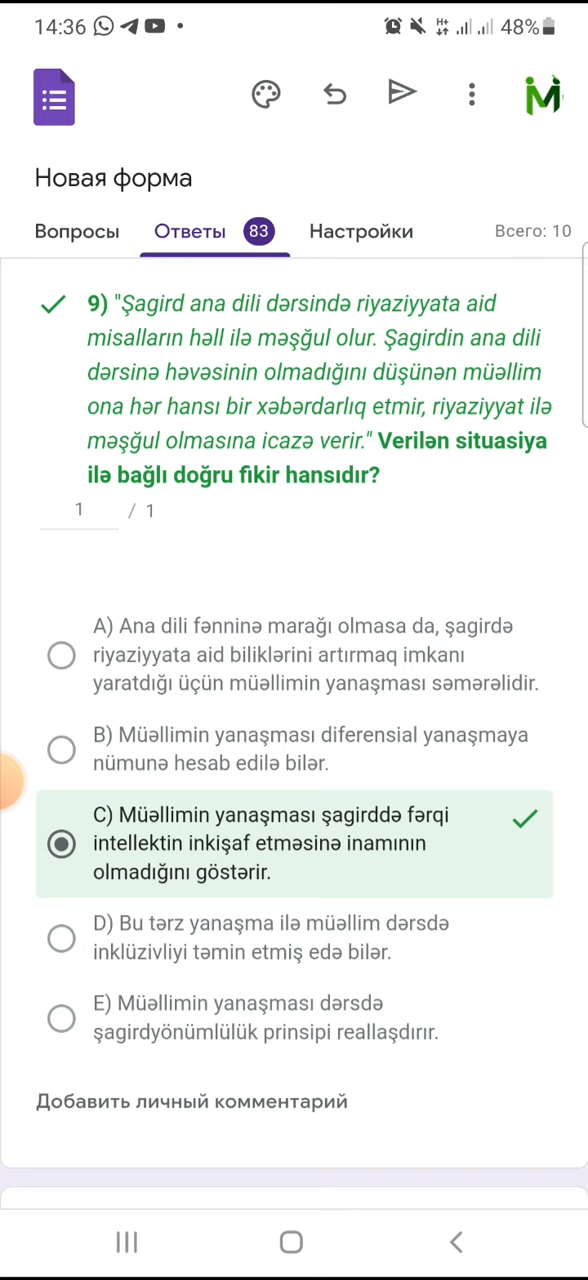 14:36
48%
Новая форма
Вопросы Ответы 83 Настройки Всего: 10
9) "Şagird ana dili dərsində riyaziyyata aid
misalların həll ilə məşğul olur. Şagirdin ana dili
dərsinə həvəsinin olmadığını düşünən müəllim
ona hər hansı bir xəbərdarlıq etmir, riyaziyyat ilə
məşğul olmasına icazə verir." Verilən situasiya
ilə bağlı doğru fikir hansıdır?
1 / 1
A) Ana dili fənninə marağı olmasa da, şagirdə
riyaziyyata aid biliklərini artırmaq imkanı
yaratdığı üçün müəllimin yanaşması səmərəlidir.
B) Müəllimin yanaşması diferensial yanaşmaya
nümunə hesab edilə bilər.
C) Müəllimin yanaşması şagirddə fərqi
intellektin inkişaf etməsinə inamının
olmadığını göstərir.
D) Bu tərz yanaşma ilə müəllim dərsdə
inklüzivliyi təmin etmiş edə bilər.
E) Müəllimin yanaşması dərsdə
şagirdyönümlülük prinsipi reallaşdırır.
Добавить личный комментарий